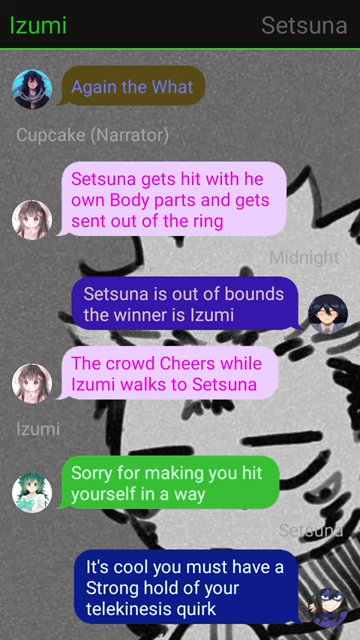 Izumi
Setsuna
Again the What
Cupcake (Narrator)
Setsuna gets hit with he
own Body parts and gets
sent out of the ring
Midnight
Setsuna is out of bounds
the winner is Izumi
The crowd Cheers while
Izumi walks to Setsuna
Izumi
Sorry for making you hit
yourself in a way
Setsuna
It's cool you must have a
Strong hold of your
telekinesis quirk